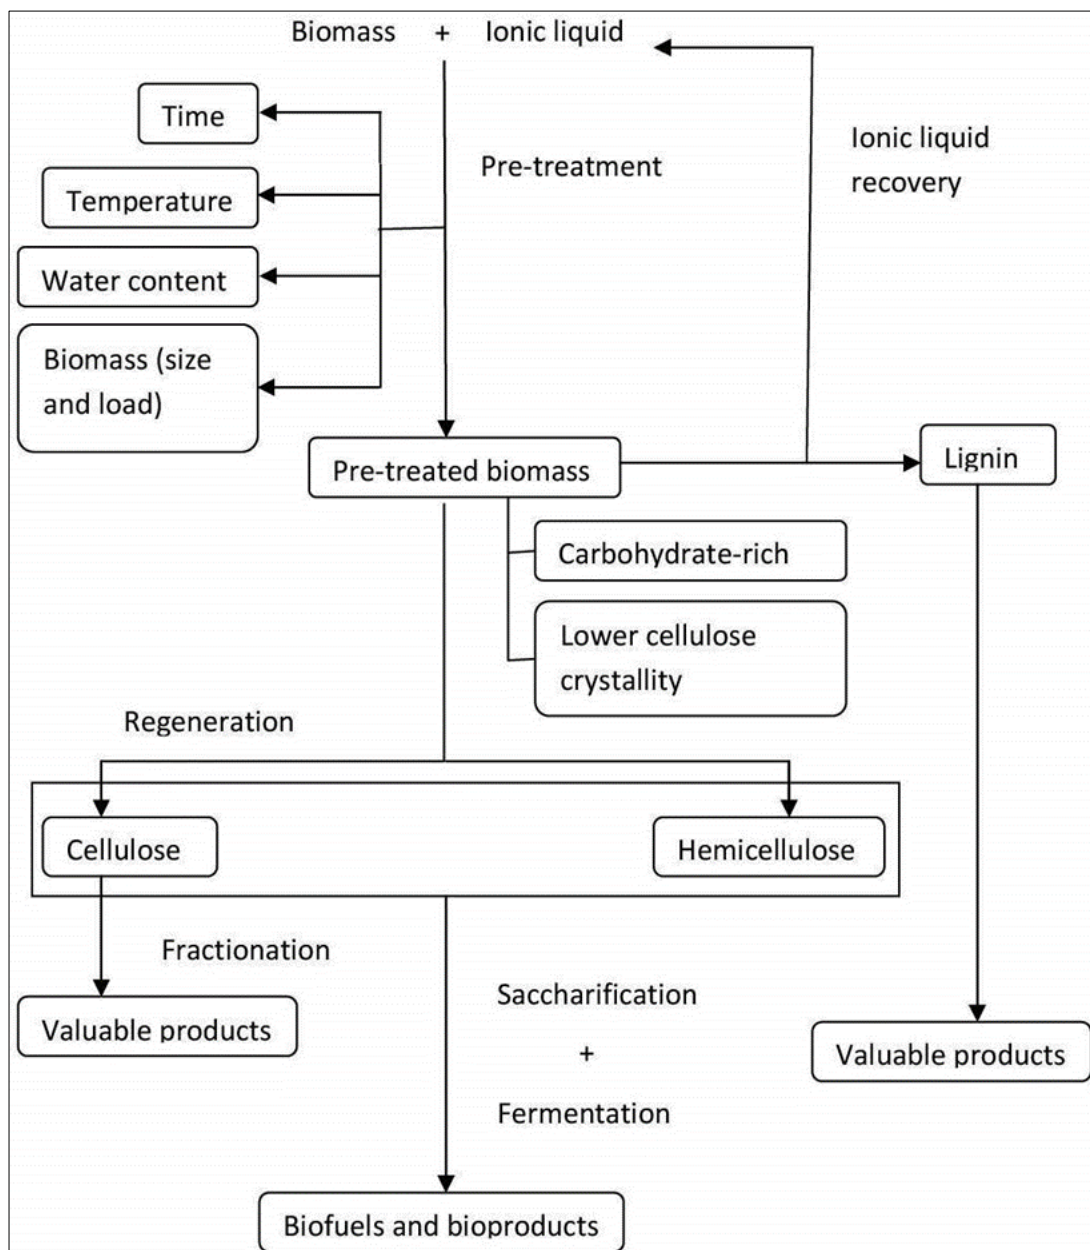 Biomass + Ionic liquid
Time
Pre-treatment
Ionic liquid
recovery
Temperature
Water content
Biomass (size
and load)
Pre-treated biomass
Lignin
Carbohydrate-rich
Lower cellulose
crystallity
Regeneration
Cellulose
Hemicellulose
Fractionation
Saccharification
+
Fermentation
Valuable products
Valuable products
Biofuels and bioproducts